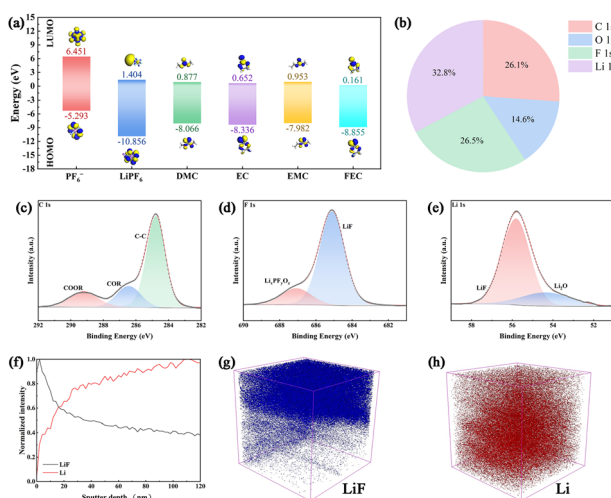 (a)
LUMO
HOMO
Energy (eV)
15
12
9
6
3
0
-3
-6
-9
-12
-15
-18
6.451
-5.293
1.404
-10.856
0.877
-8.066
0.652
-8.336
0.953
-7.982
0.161
-8.855
PF₆⁻
LiPF₆
DMC
EC
EMC
FEC
(b)
26.1%
14.6%
26.5%
32.8%
C 1s
O 1
F 1s
Li 1
(c)
C 1s
Intensity (a.u.)
COOR
COR
C-C
292 290 288 286 284 282
Binding Energy (eV)
(d)
F 1s
Intensity (a.u.)
LiF
688 686 684 682
Binding Energy (eV)
(e)
Li 1s
Intensity (a.u.)
LiF
Li₂O
58 56 54 52
Binding Energy (eV)
(f)
Normalized intensity
1.0
0.8
0.6
0.4
0.2
0.0
LiF
Li
0 20 40 60 80 100 120
Sputter depth (nm)
(g)
LiF
(h)
Li